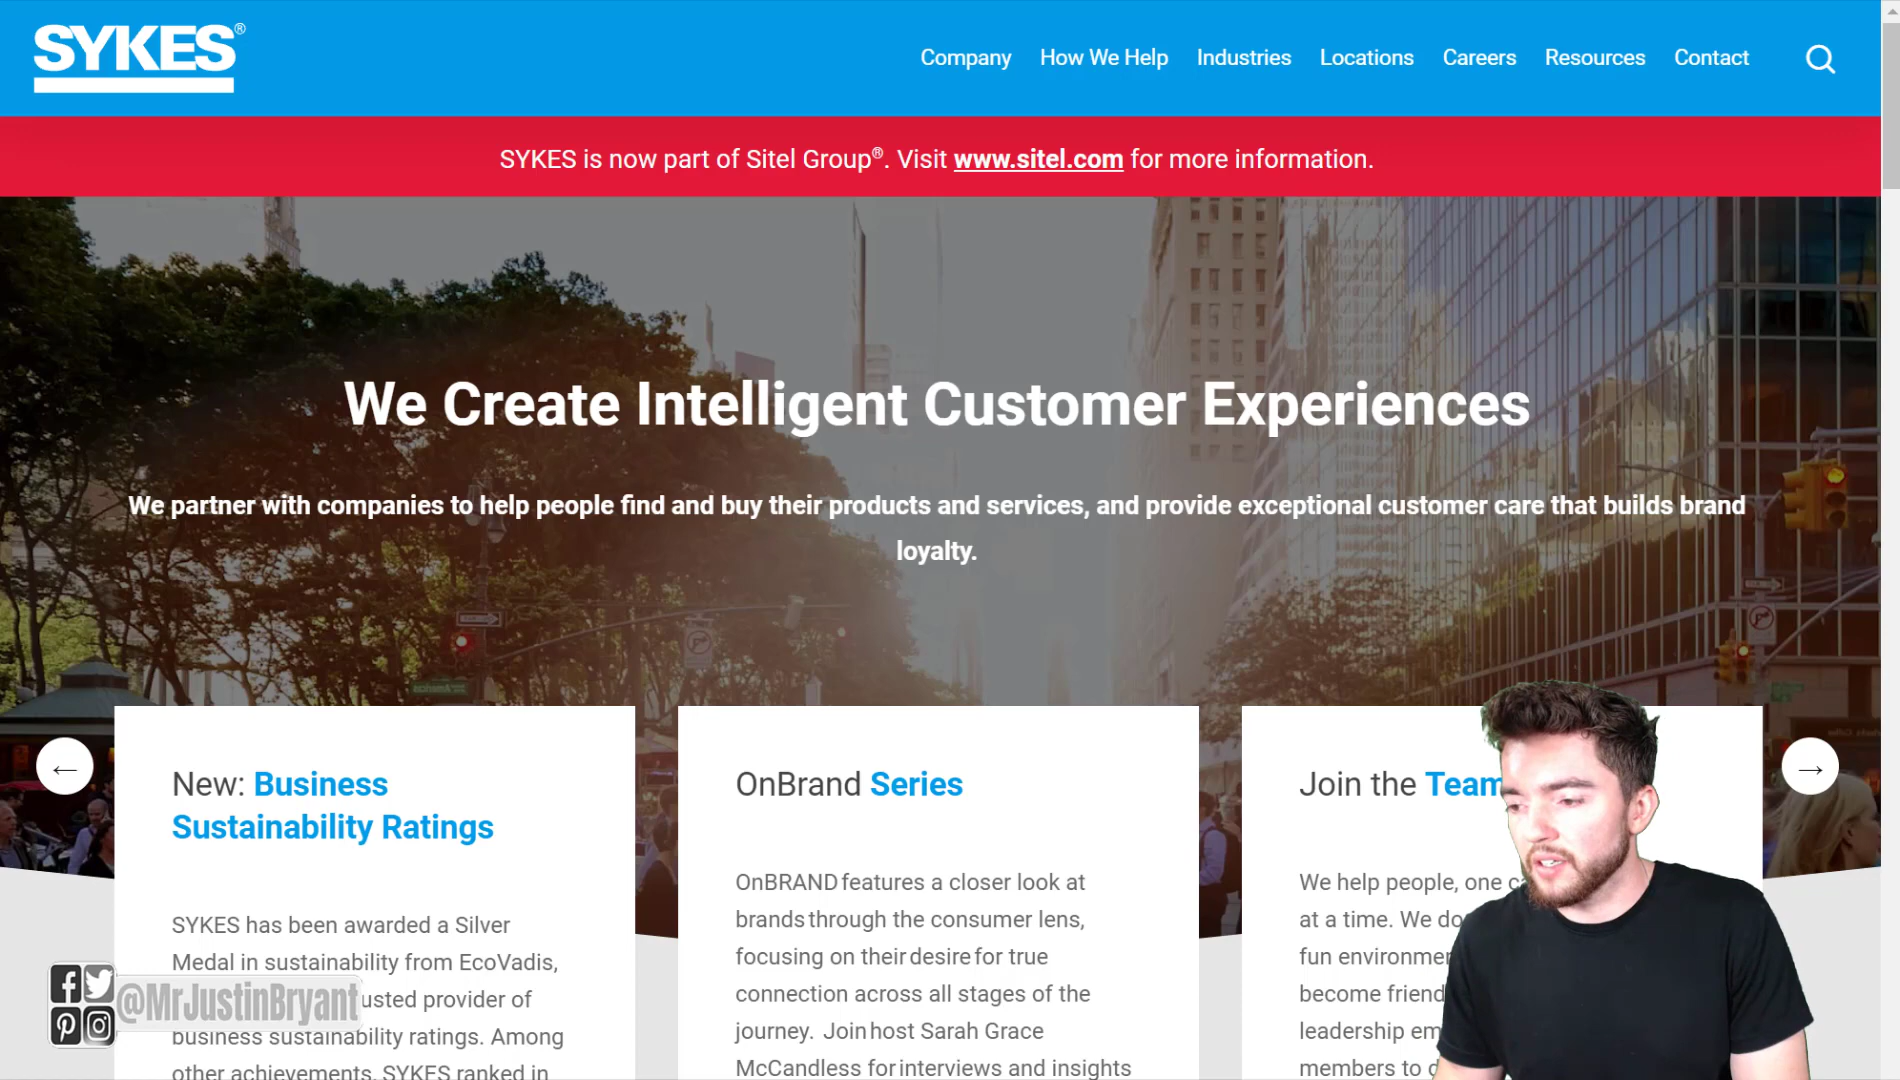 SYKES®
Company How We Help Industries Locations Careers Resources Contact
SYKES is now part of Sitel Group®. Visit www.sitel.com for more information.
We Create Intelligent Customer Experiences
We partner with companies to help people find and buy their products and services, and provide exceptional customer care that builds brand
loyalty.
New: Business
Sustainability Ratings
SYKES has been awarded a Silver
Medal in sustainability from EcoVadis,
usted provider of
business sustainability ratings. Among
other achievements, SYKES ranked in
@MrJustinBryant
OnBrand Series
OnBRAND features a closer look at
brands through the consumer lens,
focusing on their desire for true
connection across all stages of the
journey. Join host Sarah Grace
McCandless for interviews and insights
Join the Team
We help people, one
at a time. We do
fun
become
leadership
members to